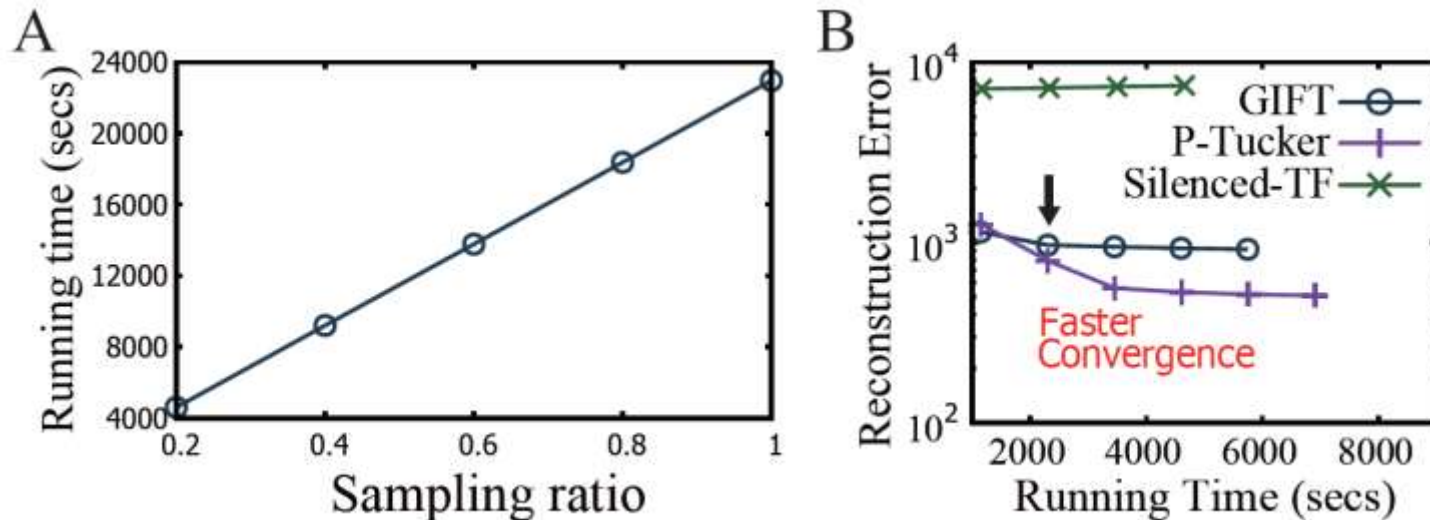 A
Running time (secs)
24000
20000
16000
12000
8000
4000
0.2
0.4
0.6
0.8
1
Sampling ratio
B
Reconstruction Error
10^4
10^3
10^2
GIFT
P-Tucker
Silenced-TF
Faster
Convergence
2000
4000
6000
8000
Running Time (secs)